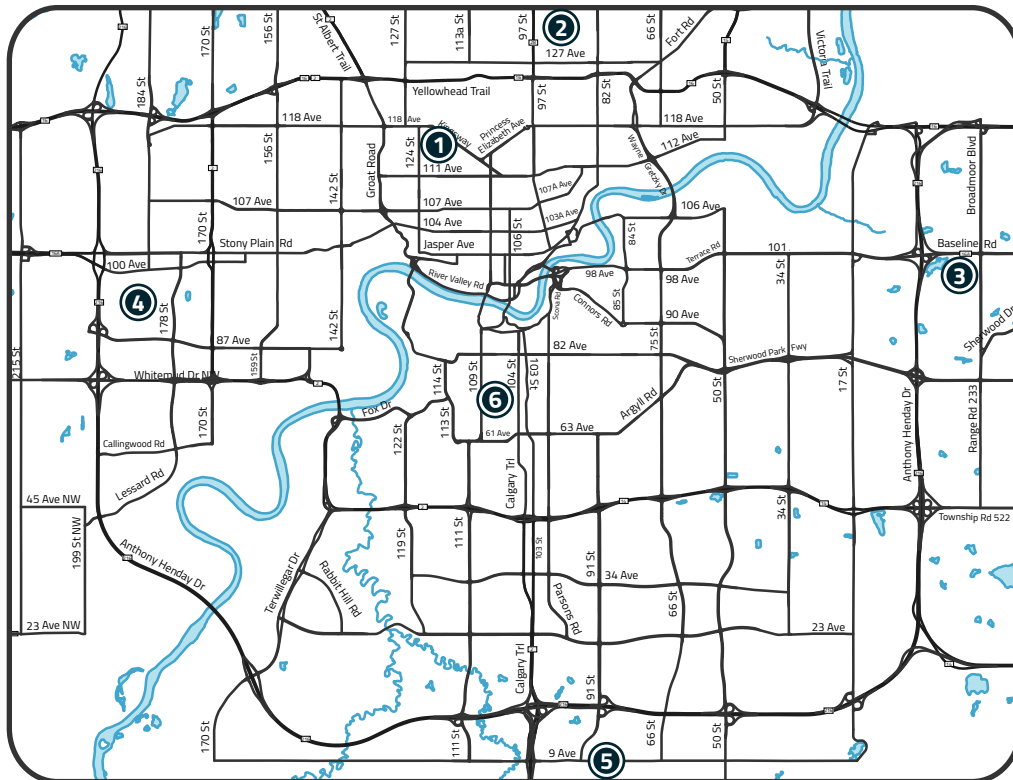 170 St
156 St
St Albert Trail
127 St
113a St
97 St
2
66 St
Fort Rd
Victoria Trail
127 Ave
184 St
Yellowhead Trail
97 St
82 St
50 St
118 Ave
118 Ave
Kingsway
Princess
Elizabeth Ave
118 Ave
156 St
124 St
1
111 Ave
Wayne Gretzky Dr
112 Ave
Broadmoor Blvd
142 St
Groat Road
107A Ave
107 Ave
107 Ave
103A Ave
106 Ave
170 St
104 Ave
106 St
84 St
Stony Plain Rd
Jasper Ave
Terrace Rd
101
Baseline Rd
100 Ave
River Valley Rd
98 Ave
98 Ave
34 St
3
4
178 St
Scona Rd
Connors Rd
85 St
90 Ave
142 St
75 St
Sherwood Dr
87 Ave
82 Ave
Sherwood Park Fwy
215 St
159 St
Whitemud Dr NW
114 St
109 St
104 St
103 St
50 St
17 St
Anthony Henday Dr
6
Argyll Rd
Fox Dr
170 St
122 St
113 St
61 Ave
63 Ave
Range Rd 233
Callingwood Rd
Lessard Rd
Calgary Trl
45 Ave NW
34 St
Township Rd 522
199 St NW
119 St
111 St
103 St
91 St
Anthony Henday Dr
Terwillegar Dr
Rabbit Hill Rd
34 Ave
Parsons Rd
66 St
23 Ave NW
23 Ave
Calgary Trl
91 St
170 St
111 St
66 St
50 St
9 Ave
5